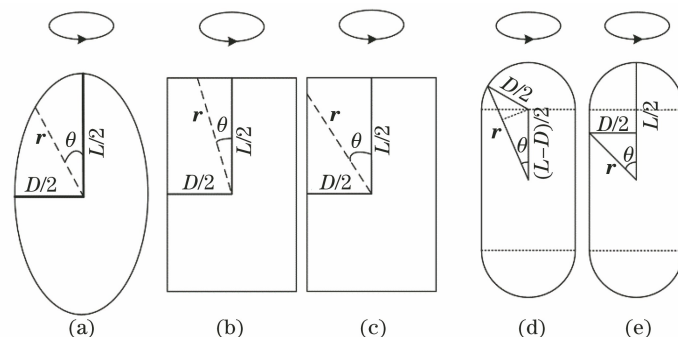 r
θ
L/2
D/2
(a)
r
θ
L/2
D/2
(b)
r
θ
L/2
D/2
(c)
D/2
r
θ
(L−D)/2
(d)
L/2
D/2
r
θ
(e)